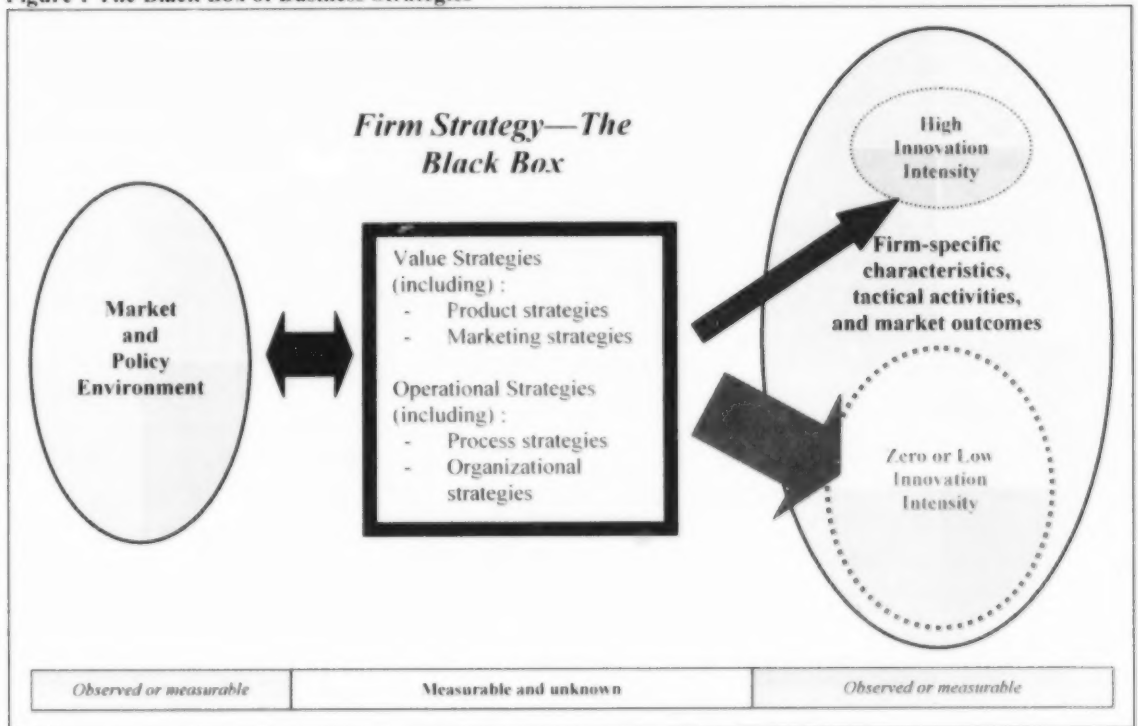 Firm Strategy—The
Black Box
Market
and
Policy
Environment
Value Strategies
(including) :
- Product strategies
- Marketing strategies
Operational Strategies
(including) :
- Process strategies
- Organizational
strategies
High
Innovation
Intensity
Firm-specific
characteristics,
tactical activities,
and market outcomes
Zero or Low
Innovation
Intensity
Observed or measurable
Measurable and unknown
Observed or measurable